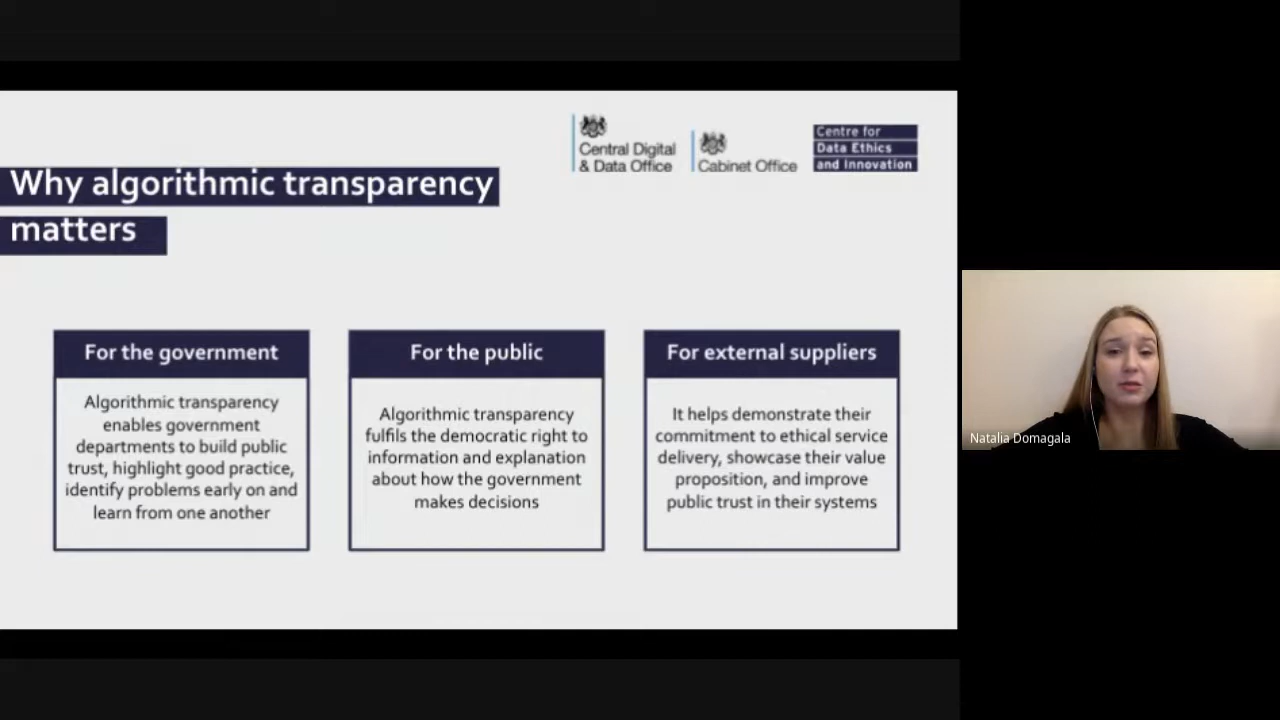 Central Digital
& Data Office
Cabinet Office
Centre for
Data Ethics
and Innovation
Why algorithmic transparency
matters
For the government
Algorithmic transparency
enables government
departments to build public
trust, highlight good practice,
identify problems early on and
learn from one another
For the public
Algorithmic transparency
fulfils the democratic right to
information and explanation
about how the government
makes decisions
For external suppliers
It helps demonstrate their
commitment to ethical service
delivery, showcase their value
proposition, and improve
public trust in their systems
Natalia Domagala